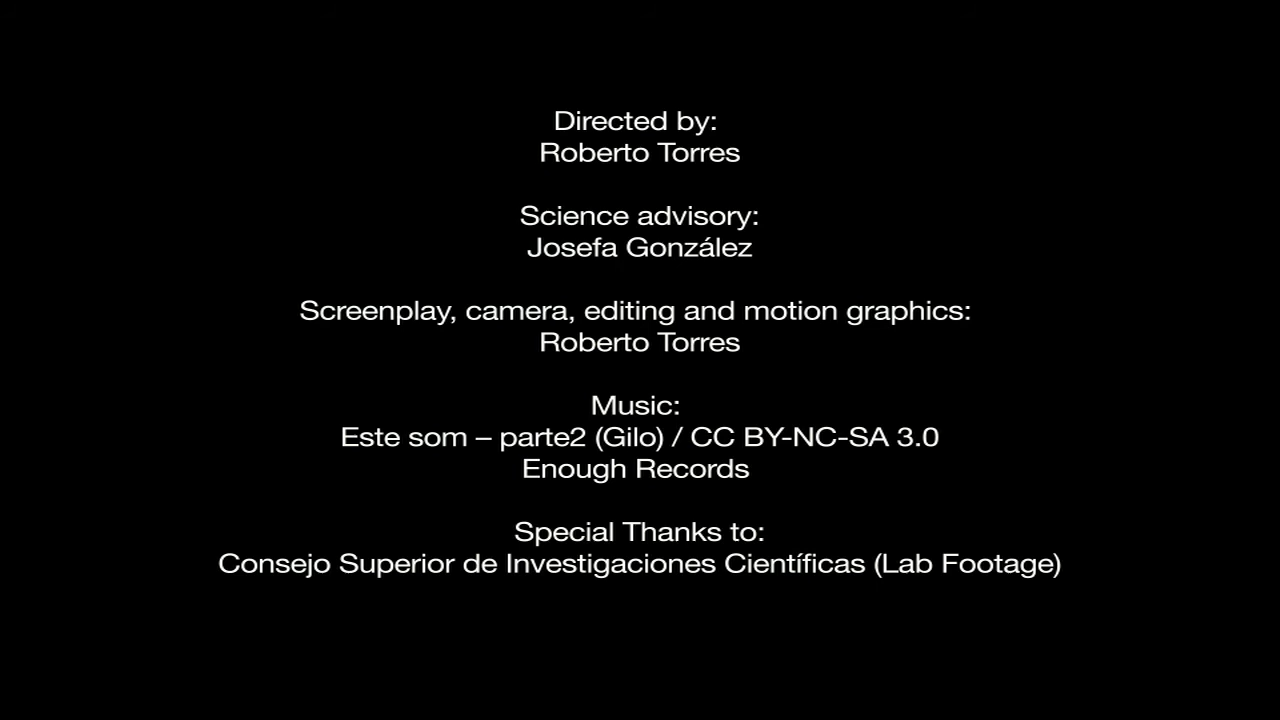 Directed by:
Roberto Torres
Science advisory:
Josefa González
Screenplay, camera, editing and motion graphics:
Roberto Torres
Music:
Este som – parte2 (Gilo) / CC BY-NC-SA 3.0
Enough Records
Special Thanks to:
Consejo Superior de Investigaciones Científicas (Lab Footage)